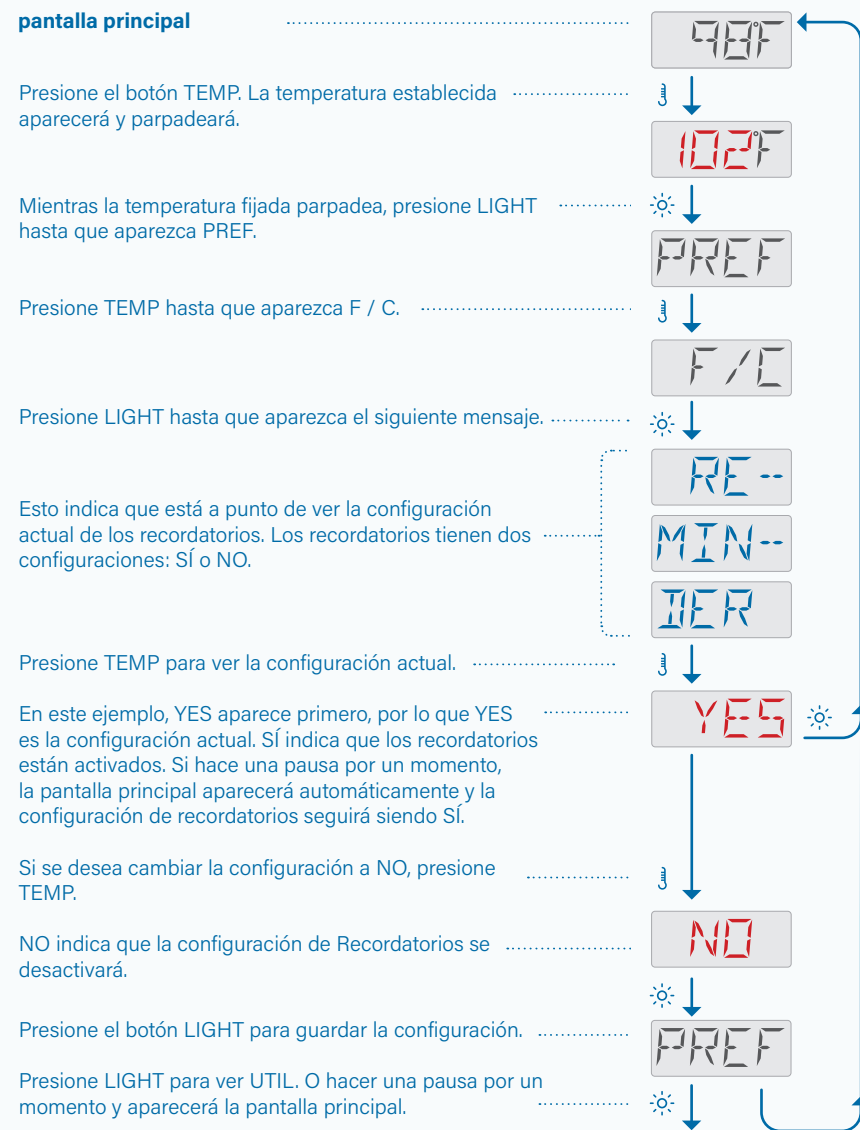 pantalla principal
98°F
Presione el botón TEMP. La temperatura establecida
aparecerá y parpadeará.
102°F
Mientras la temperatura fijada parpadea, presione LIGHT
hasta que aparezca PREF.
PREF
Presione TEMP hasta que aparezca F / C.
F/C
Presione LIGHT hasta que aparezca el siguiente mensaje.
RE--
Esto indica que está a punto de ver la configuración
actual de los recordatorios. Los recordatorios tienen dos
configuraciones: SÍ o NO.
MIN--
DER
Presione TEMP para ver la configuración actual.
En este ejemplo, YES aparece primero, por lo que YES
es la configuración actual. SÍ indica que los recordatorios
están activados. Si hace una pausa por un momento,
la pantalla principal aparecerá automáticamente y la
configuración de recordatorios seguirá siendo SÍ.
YES
Si se desea cambiar la configuración a NO, presione
TEMP.
NO indica que la configuración de Recordatorios se
desactivará.
NO
Presione el botón LIGHT para guardar la configuración.
PREF
Presione LIGHT para ver UTIL. O hacer una pausa por un
momento y aparecerá la pantalla principal.